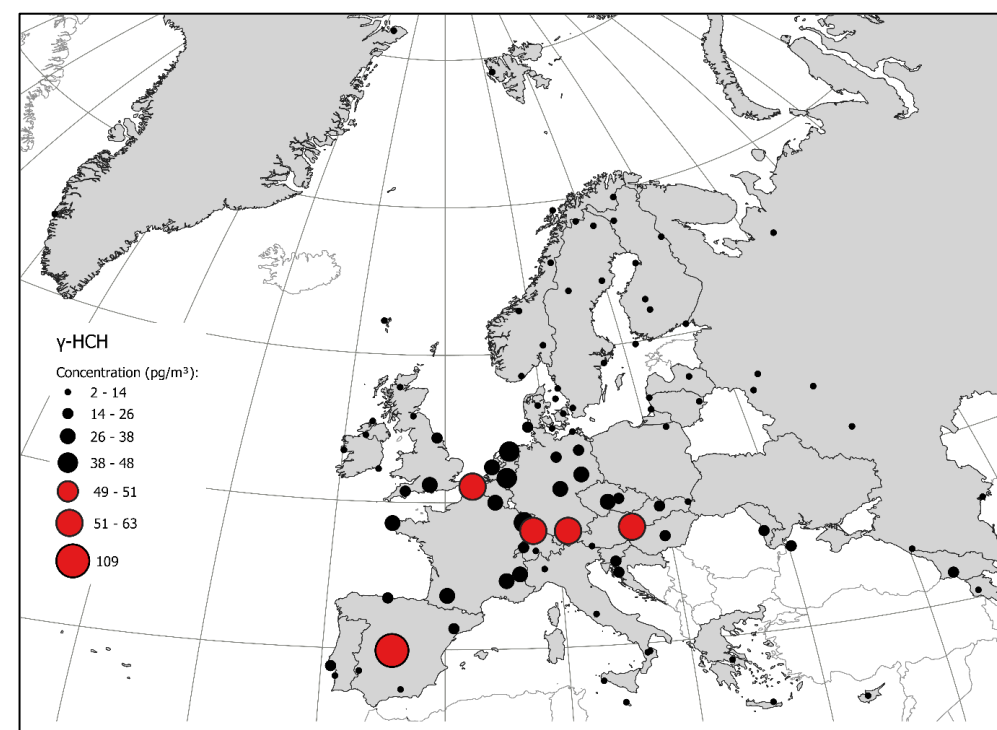 γ-HCH
Concentration (pg/m³):
2 - 14
14 - 26
26 - 38
38 - 48
49 - 51
51 - 63
109